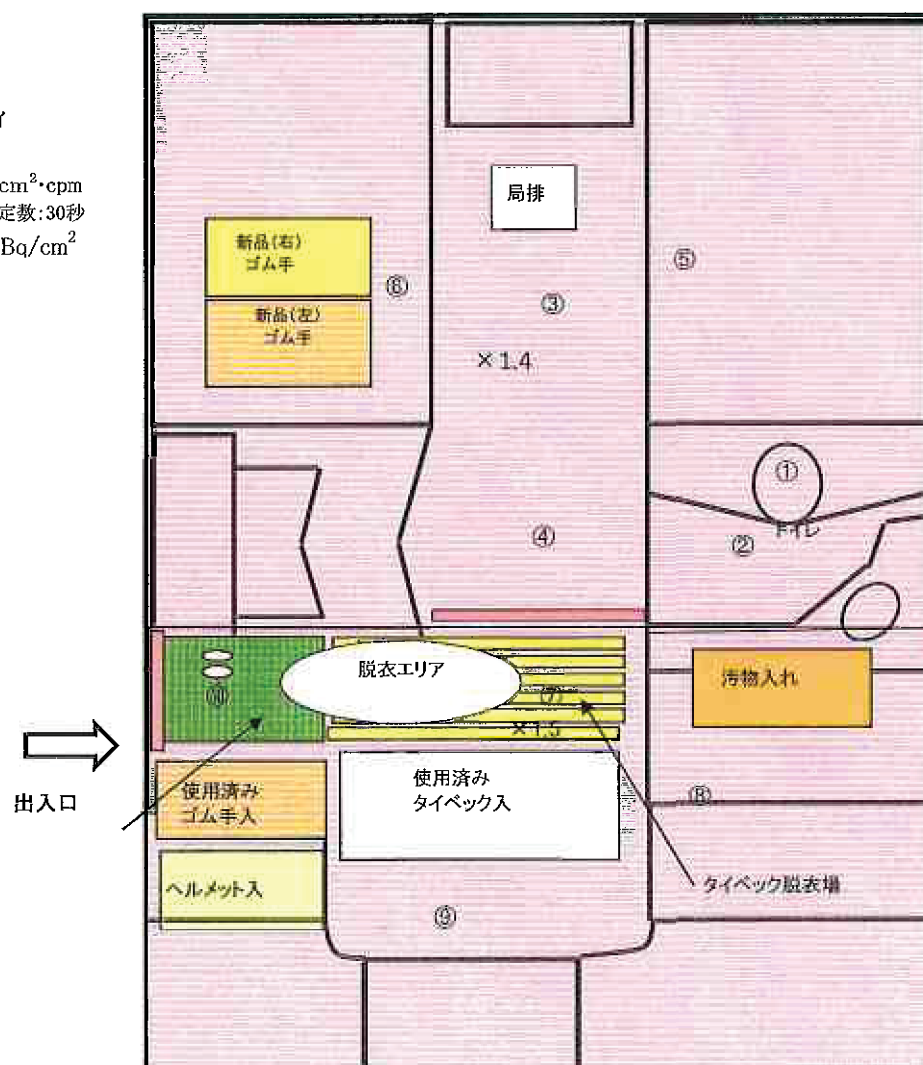 イ
cm²・cpm
定数:30秒
Bq/cm²
局排
新品(右)
ゴム手
⑥
⑤
③
新品(左)
ゴム手
×1.4
①
④
②
トイレ
脱衣エリア
汚物入れ
⑩
⑦
×1.5
使用済み
タイベック入
使用済み
ゴム手入
⑧
出入口
ヘルメット入
タイベック脱衣場
⑨